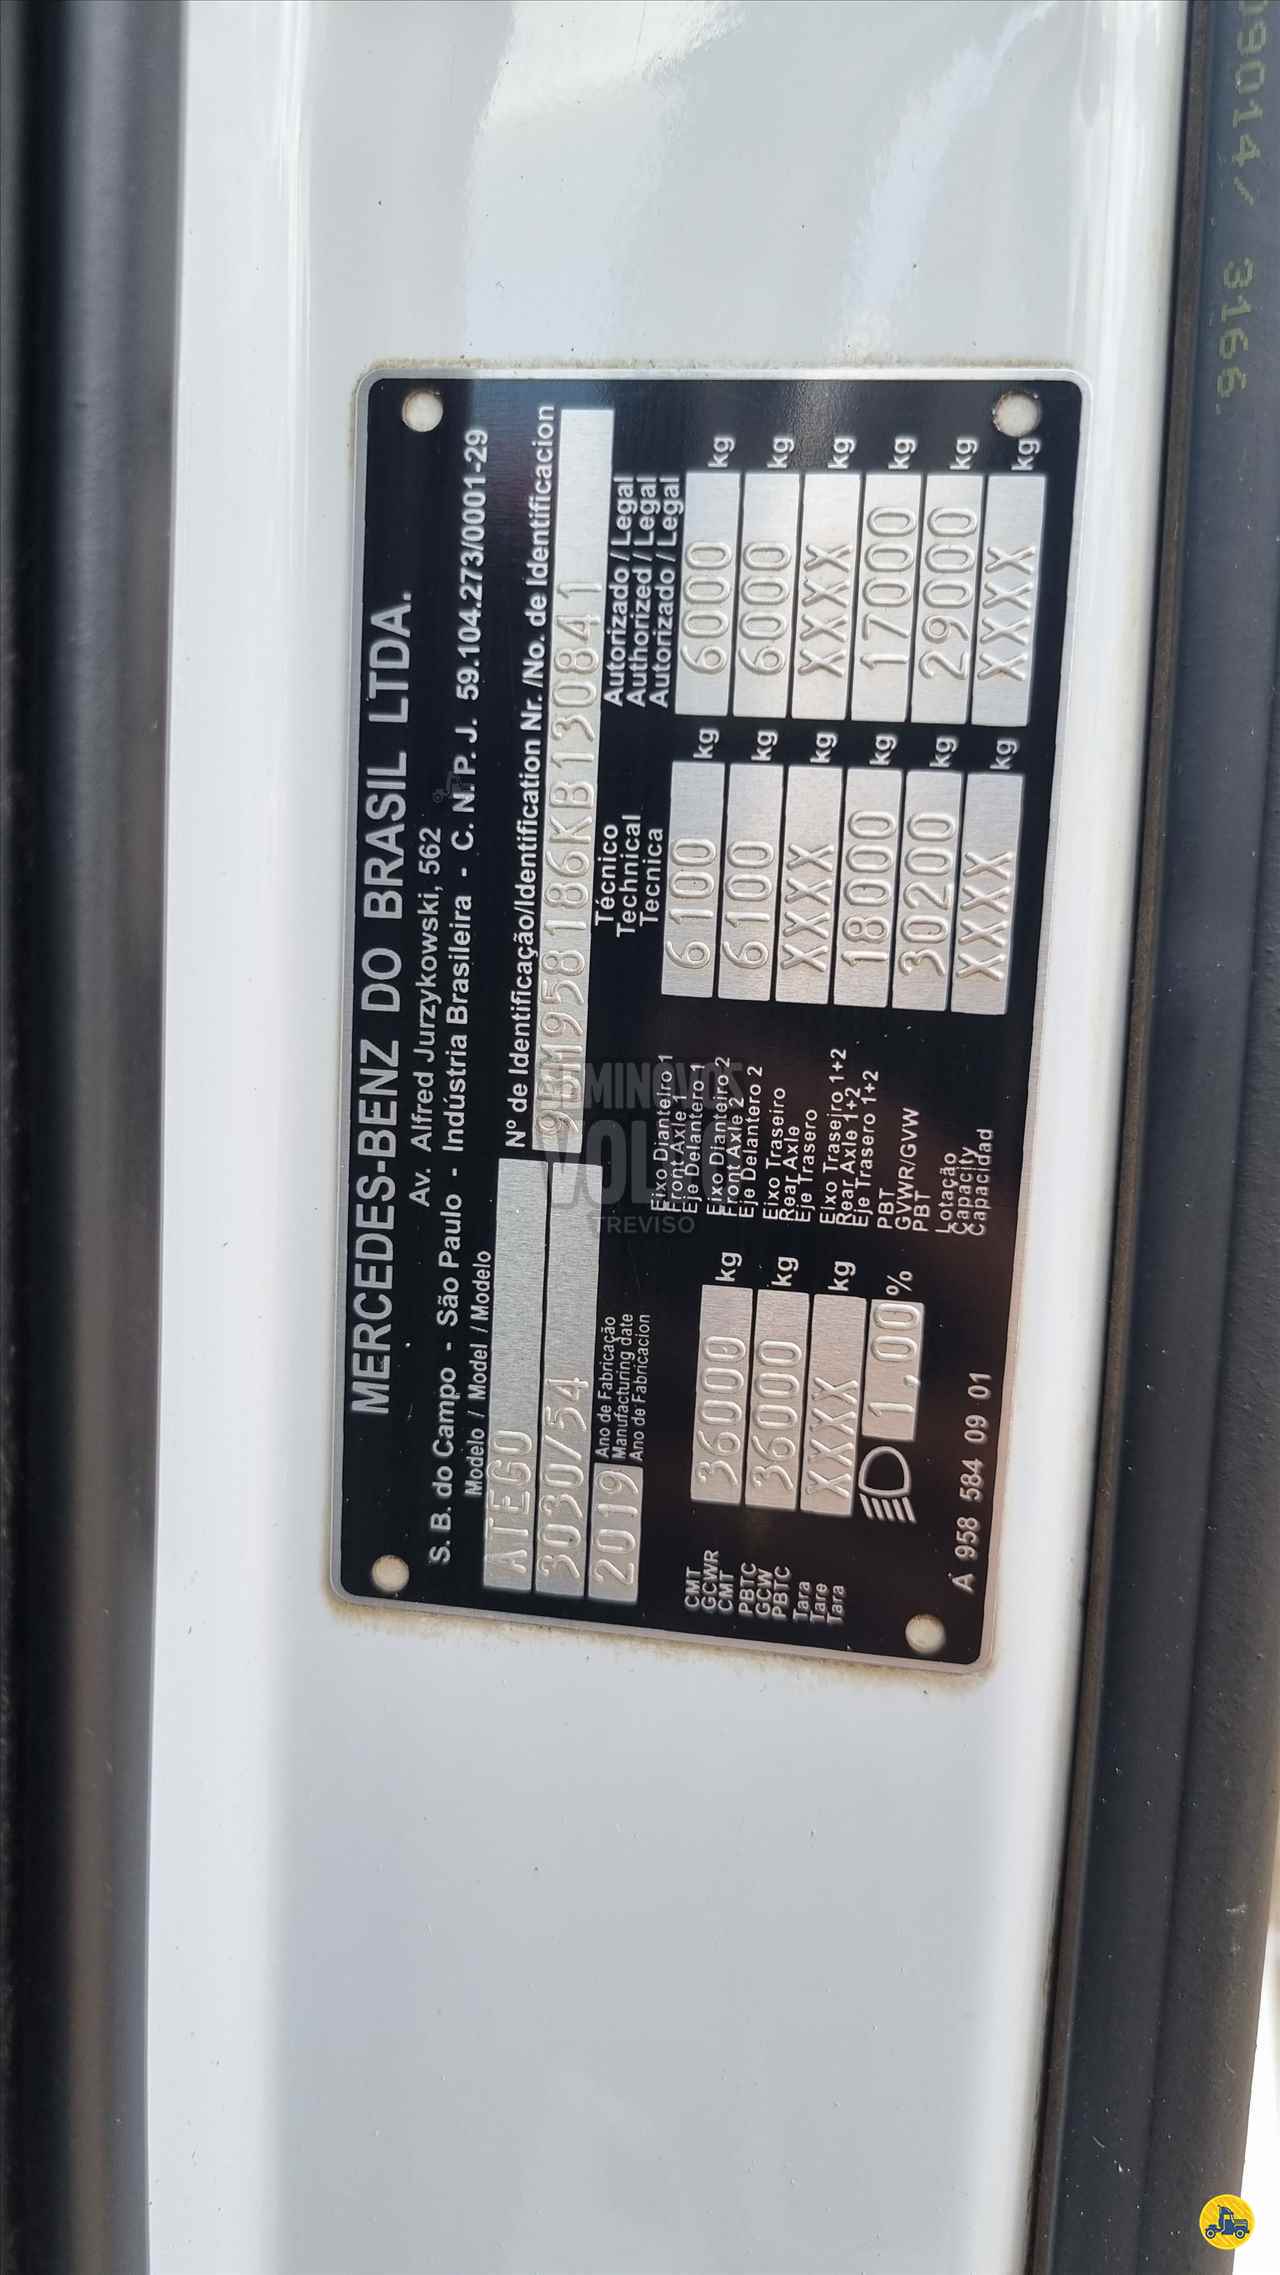 MERCEDES-BENZ DO BRASIL LTDA.
Av. Alfred Jurzykowski, 562
S. B. do Campo - São Paulo - Indústria Brasileira - C. N. P. J. 59.104.273/0001-29
Modelo / Model / Modelo
Nº de Identificação/Identification Nr. /No. de Identificacion
ATEGO
9BM958186KB130841
3030/54
2019
Ano de Fabricação
Manufacturing date
Ano de Fabricacion
Técnico
Technical
Tecnica
Autorizado / Legal
Authorized / Legal
Autorizado / Legal
CMT
GCWR
CMT
36000 kg
Eixo Dianteiro 1
Front Axle 1
Eje Delantero 1
6100 kg
6000 kg
PBTC
GCW
PBTC
36000 kg
Eixo Dianteiro 2
Front Axle 2
Eje Delantero 2
6100 kg
6000 kg
Tara
Tare
Tara
XXXX kg
Eixo Traseiro
Rear Axle
Eje Trasero
XXXX kg
XXXX kg
1,00 %
Eixo Traseiro 1+2
Rear Axle 1+2
Eje Trasero 1+2
18000 kg
17000 kg
PBT
GVWR/GVW
PBT
30200 kg
29000 kg
Lotação
Capacity
Capacidad
XXXX kg
XXXX kg
A 958 584 09 01
SEMINOVOS
VOLVO
TREVISO
09014/ 3166.